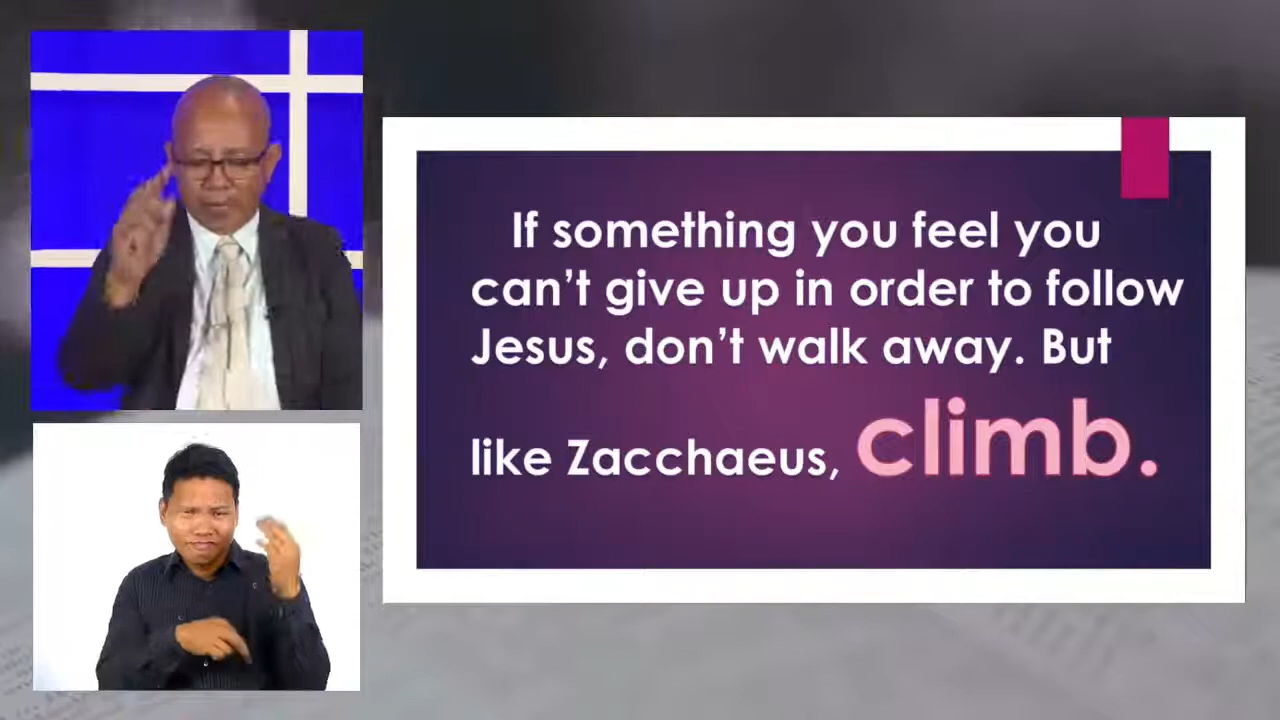 If something you feel you
can’t give up in order to follow
Jesus, don’t walk away. But
like Zacchaeus, climb.